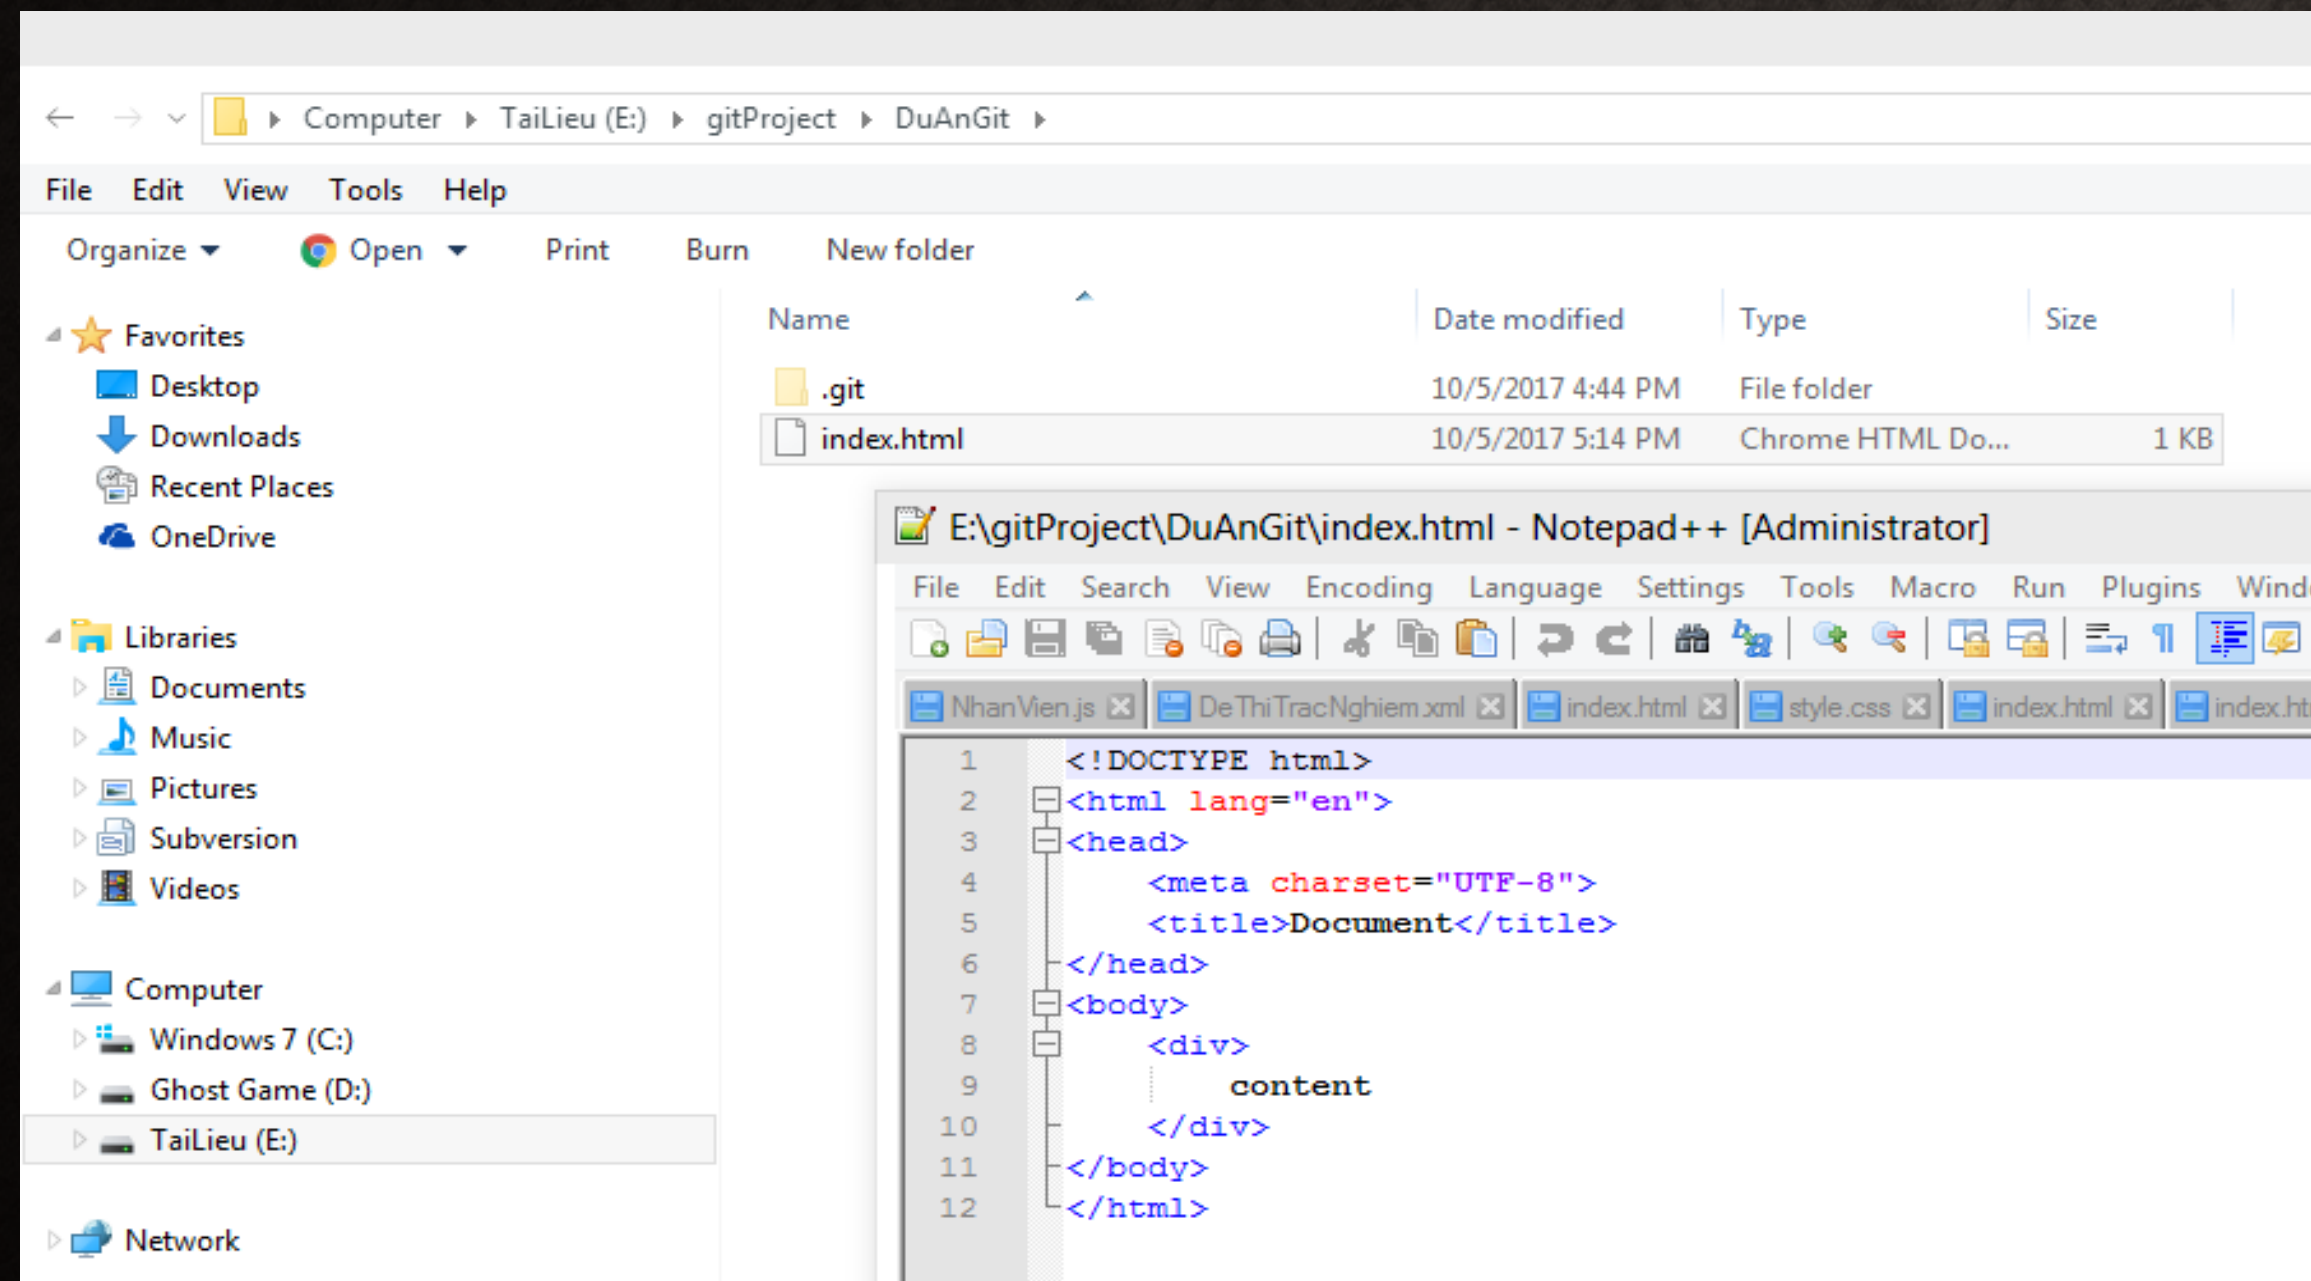 Computer TaiLieu (E:) gitProject DuAnGit
File Edit View Tools Help
Organize Open Print Burn New folder
Favorites
Desktop
Downloads
Recent Places
OneDrive
Libraries
Documents
Music
Pictures
Subversion
Videos
Computer
Windows 7 (C:)
Ghost Game (D:)
TaiLieu (E:)
Network
Name Date modified Type Size
.git 10/5/2017 4:44 PM File folder
index.html 10/5/2017 5:14 PM Chrome HTML Do... 1 KB
E:\gitProject\DuAnGit\index.html - Notepad++ [Administrator]
File Edit Search View Encoding Language Settings Tools Macro Run Plugins
NhanVien.js DeThiTracNghiem.xml index.html style.css index.html
1 <!DOCTYPE html>
2 <html lang="en">
3 <head>
4 <meta charset="UTF-8">
5 <title>Document</title>
6 </head>
7 <body>
8 <div>
9 content
10 </div>
11 </body>
12 </html>